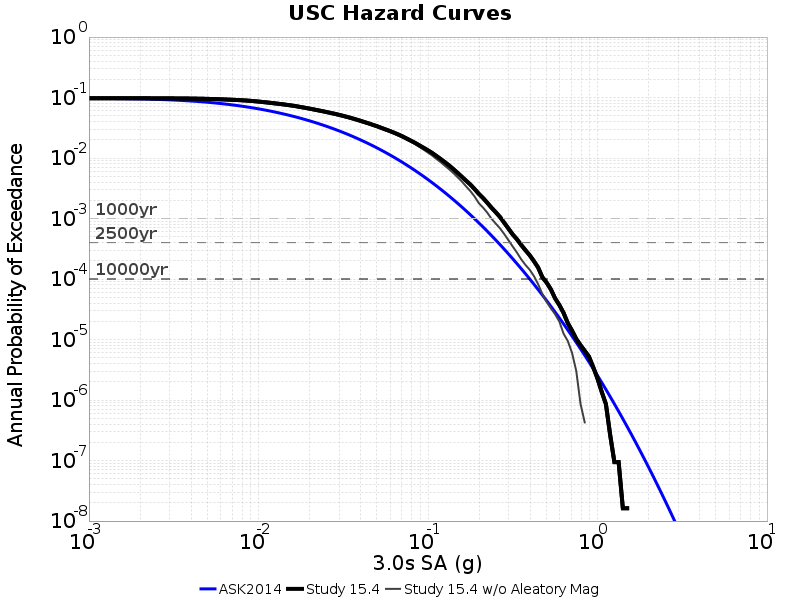 USC Hazard Curves
Annual Probability of Exceedance
10^0
10^-1
10^-2
10^-3
10^-4
10^-5
10^-6
10^-7
10^-8
1000yr
2500yr
10000yr
10^-3 10^-2 10^-1 10^0 10^1
3.0s SA (g)
ASK2014 Study 15.4 Study 15.4 w/o Aleatory Mag